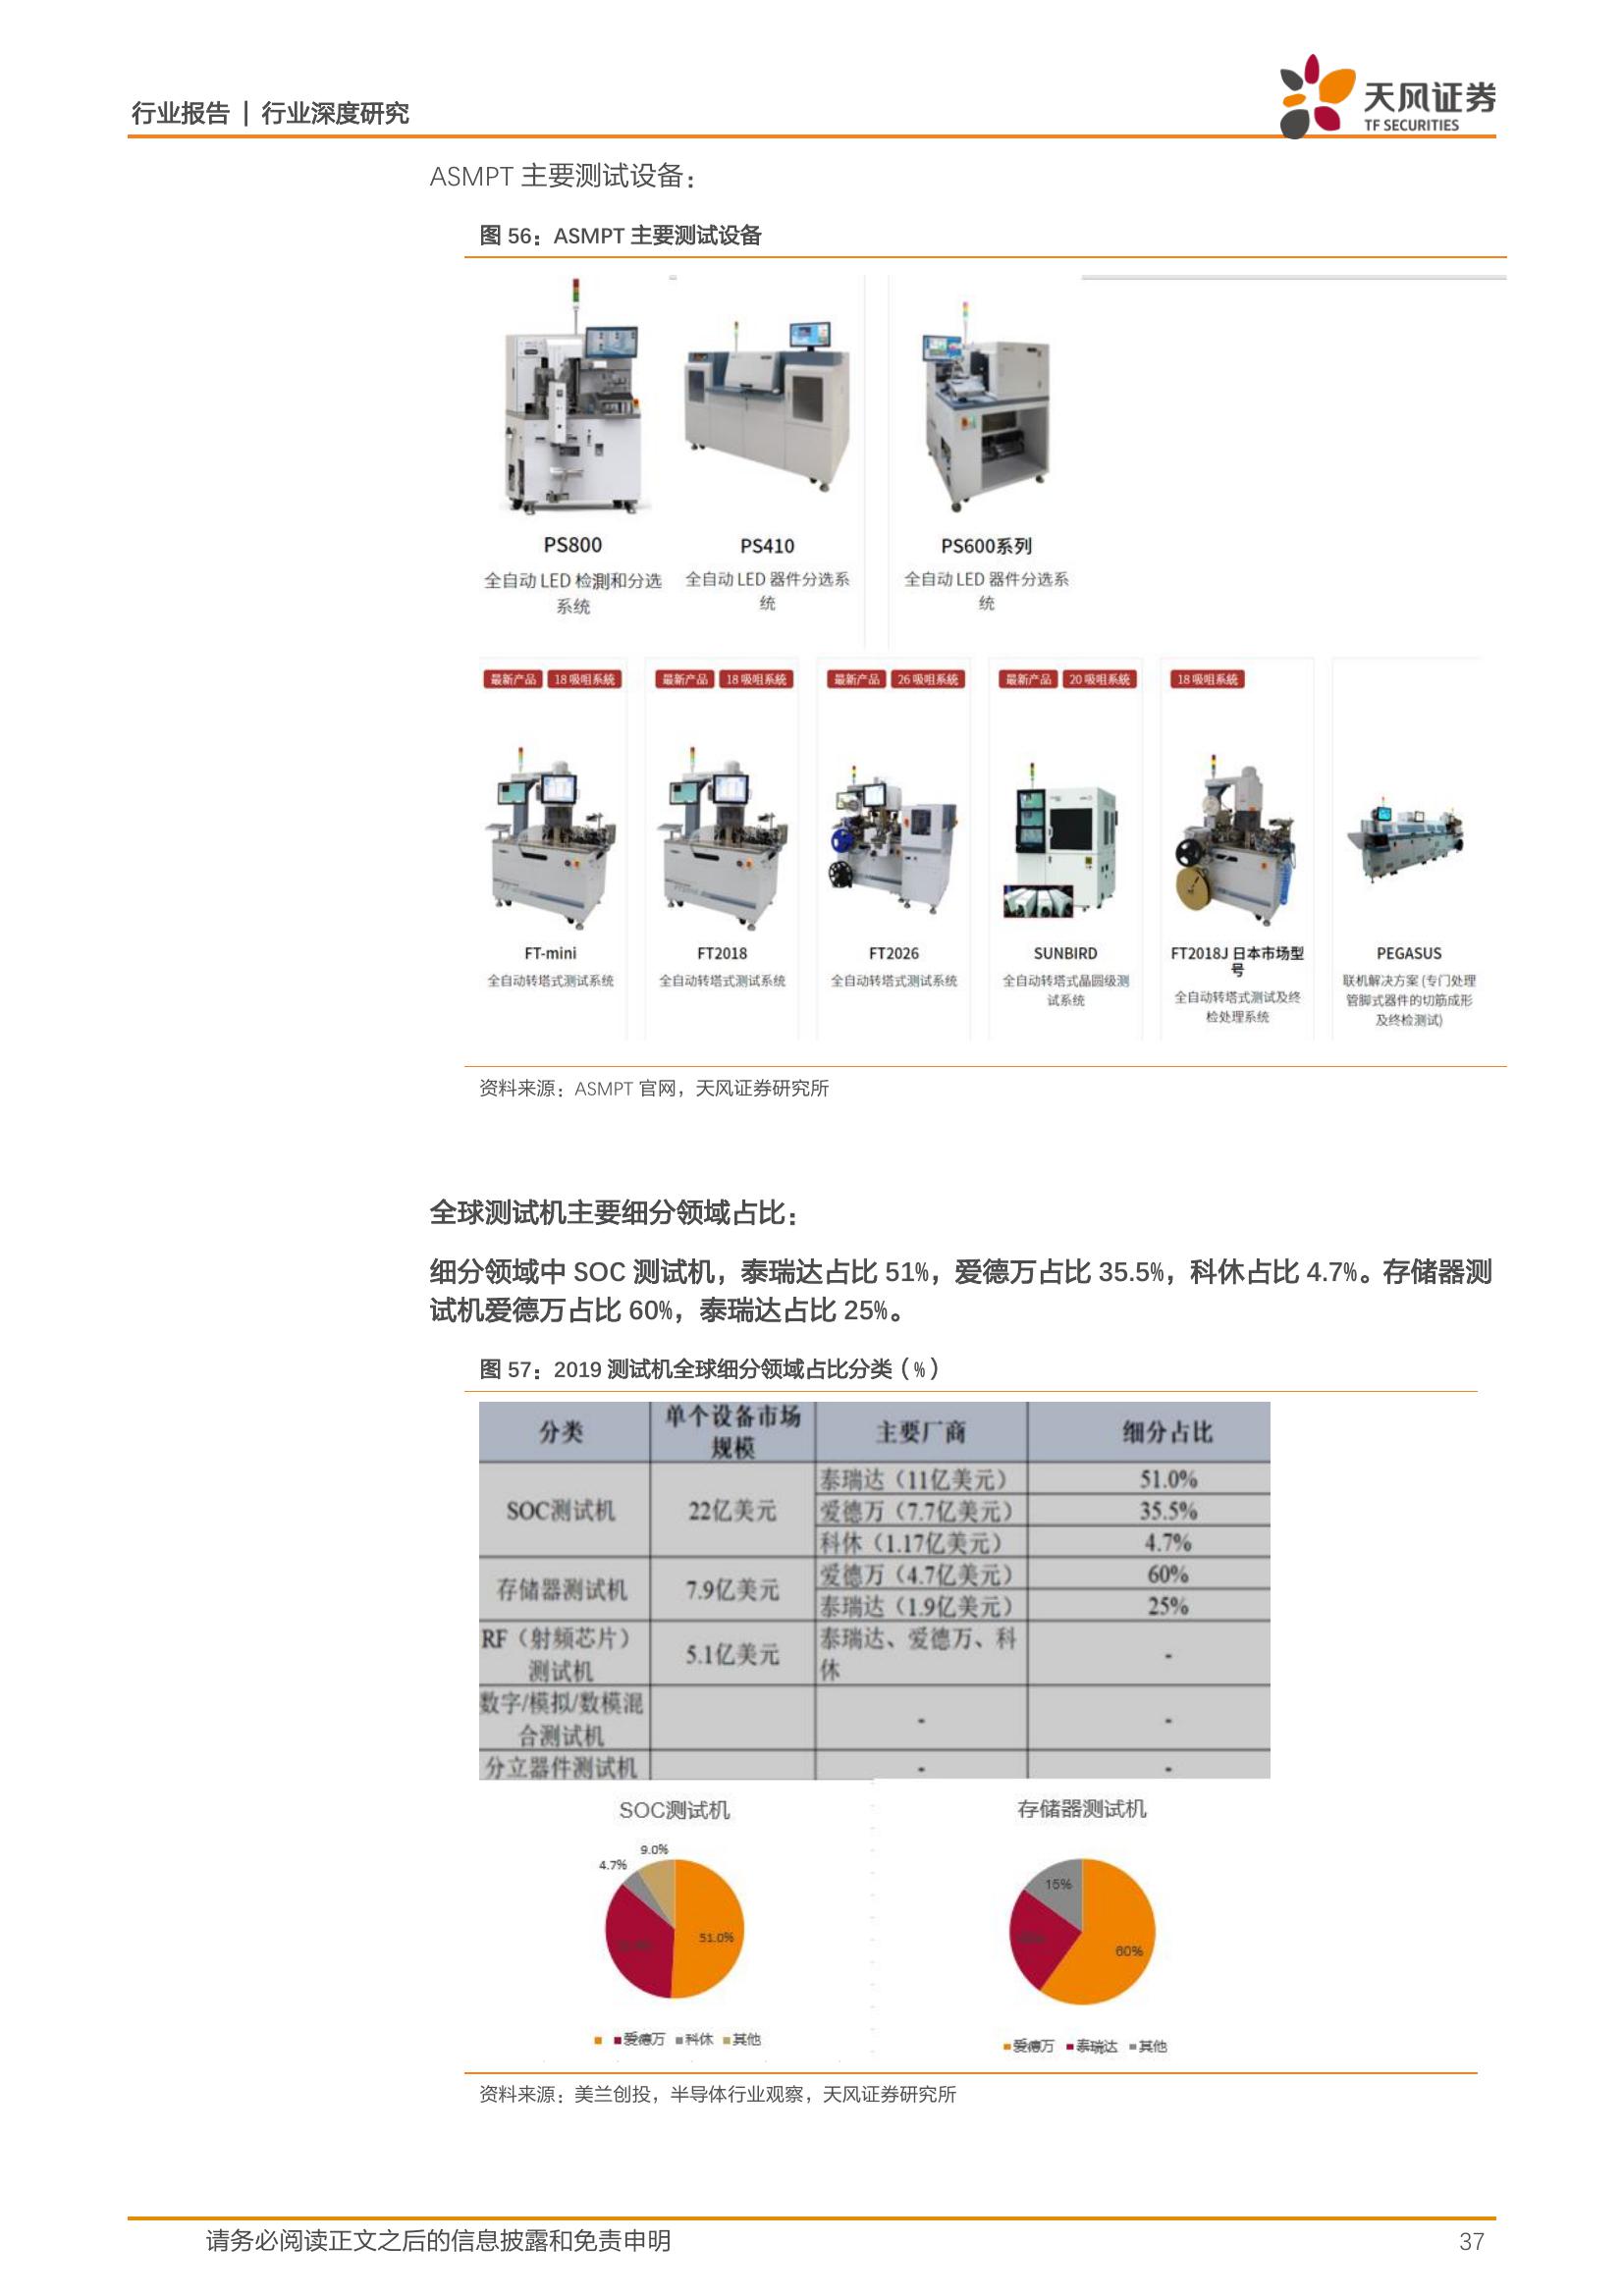 行业报告 | 行业深度研究
天风证券
TF SECURITIES
ASMPT 主要测试设备：
图 56：ASMPT 主要测试设备
PS800
全自动 LED 检测和分选
系统
PS410
全自动 LED 器件分选系
统
PS600系列
全自动 LED 器件分选系
统
最新产品 18 吸咀系統
FT-mini
全自动转塔式测试系统
最新产品 18 吸咀系統
FT2018
全自动转塔式测试系统
最新产品 26 吸咀系統
FT2026
全自动转塔式测试系统
最新产品 20 吸咀系統
SUNBIRD
全自动转塔式晶圆级测
试系统
18 吸咀系統
FT2018J 日本市场型
号
全自动转塔式测试及终
检处理系统
PEGASUS
联机解决方案 (专门处理
管脚式器件的切筋成形
及终检测试)
资料来源：ASMPT 官网，天风证券研究所
全球测试机主要细分领域占比：
细分领域中 SOC 测试机，泰瑞达占比 51%，爱德万占比 35.5%，科休占比 4.7%。存储器测
试机爱德万占比 60%，泰瑞达占比 25%。
图 57：2019 测试机全球细分领域占比分类（%）
分类 单个设备市场规模 主要厂商 细分占比
SOC测试机 22亿美元 泰瑞达（11亿美元） 51.0%
爱德万（7.7亿美元） 35.5%
科休（1.17亿美元） 4.7%
存储器测试机 7.9亿美元 爱德万（4.7亿美元） 60%
泰瑞达（1.9亿美元） 25%
RF（射频芯片）测试机 5.1亿美元 泰瑞达、爱德万、科休 -
数字/模拟/数模混合测试机 - -
分立器件测试机 - -
SOC测试机
9.0%
4.7%
51.0%
爱德万 科休 其他
存储器测试机
15%
60%
爱德万 泰瑞达 其他
资料来源：美兰创投，半导体行业观察，天风证券研究所
请务必阅读正文之后的信息披露和免责申明 37